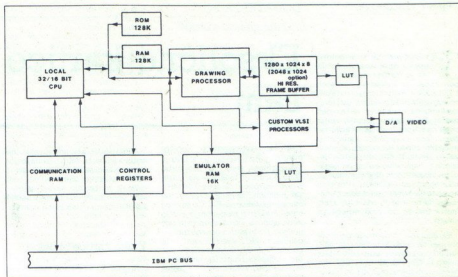 ROM
128K
RAM
128K
LOCAL
32/16 BIT
CPU
DRAWING
PROCESSOR
1280 x 1024 x 8
(2048 x 1024
option)
HI RES.
FRAME BUFFER
LUT
CUSTOM VLSI
PROCESSORS
D/A VIDEO
COMMUNICATION
RAM
CONTROL
REGISTERS
EMULATOR
RAM
16K
LUT
IBM PC BUS